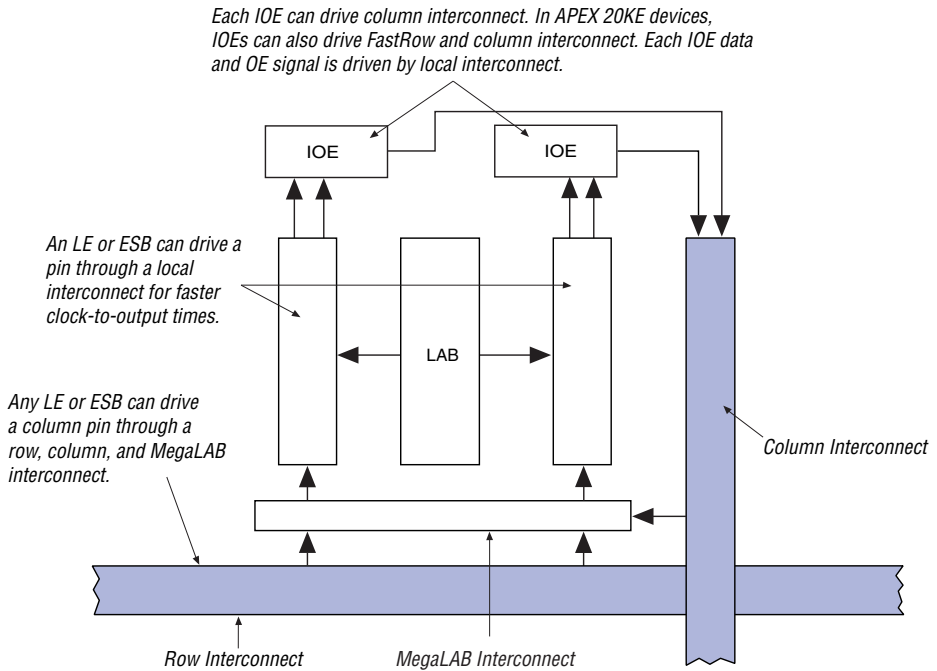 Each IOE can drive column interconnect. In APEX 20KE devices,
IOEs can also drive FastRow and column interconnect. Each IOE data
and OE signal is driven by local interconnect.
IOE
IOE
An LE or ESB can drive a
pin through a local
interconnect for faster
clock-to-output times.
LAB
Any LE or ESB can drive
a column pin through a
row, column, and MegaLAB
interconnect.
Column Interconnect
Row Interconnect
MegaLAB Interconnect